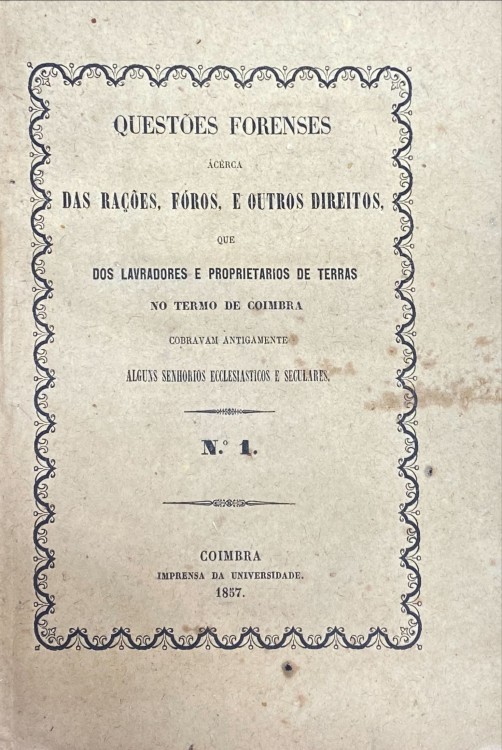 QUESTÕES FORENSES
ÁCÊRCA
DAS RAÇÕES, FÓROS, E OUTROS DIREITOS,
QUE
DOS LAVRADORES E PROPRIETARIOS DE TERRAS
NO TERMO DE COIMBRA
COBRAVAM ANTIGAMENTE
ALGUNS SENHORIOS ECCLESIASTICOS E SECULARES.
N.º 1.
COIMBRA
IMPRENSA DA UNIVERSIDADE.
1857.